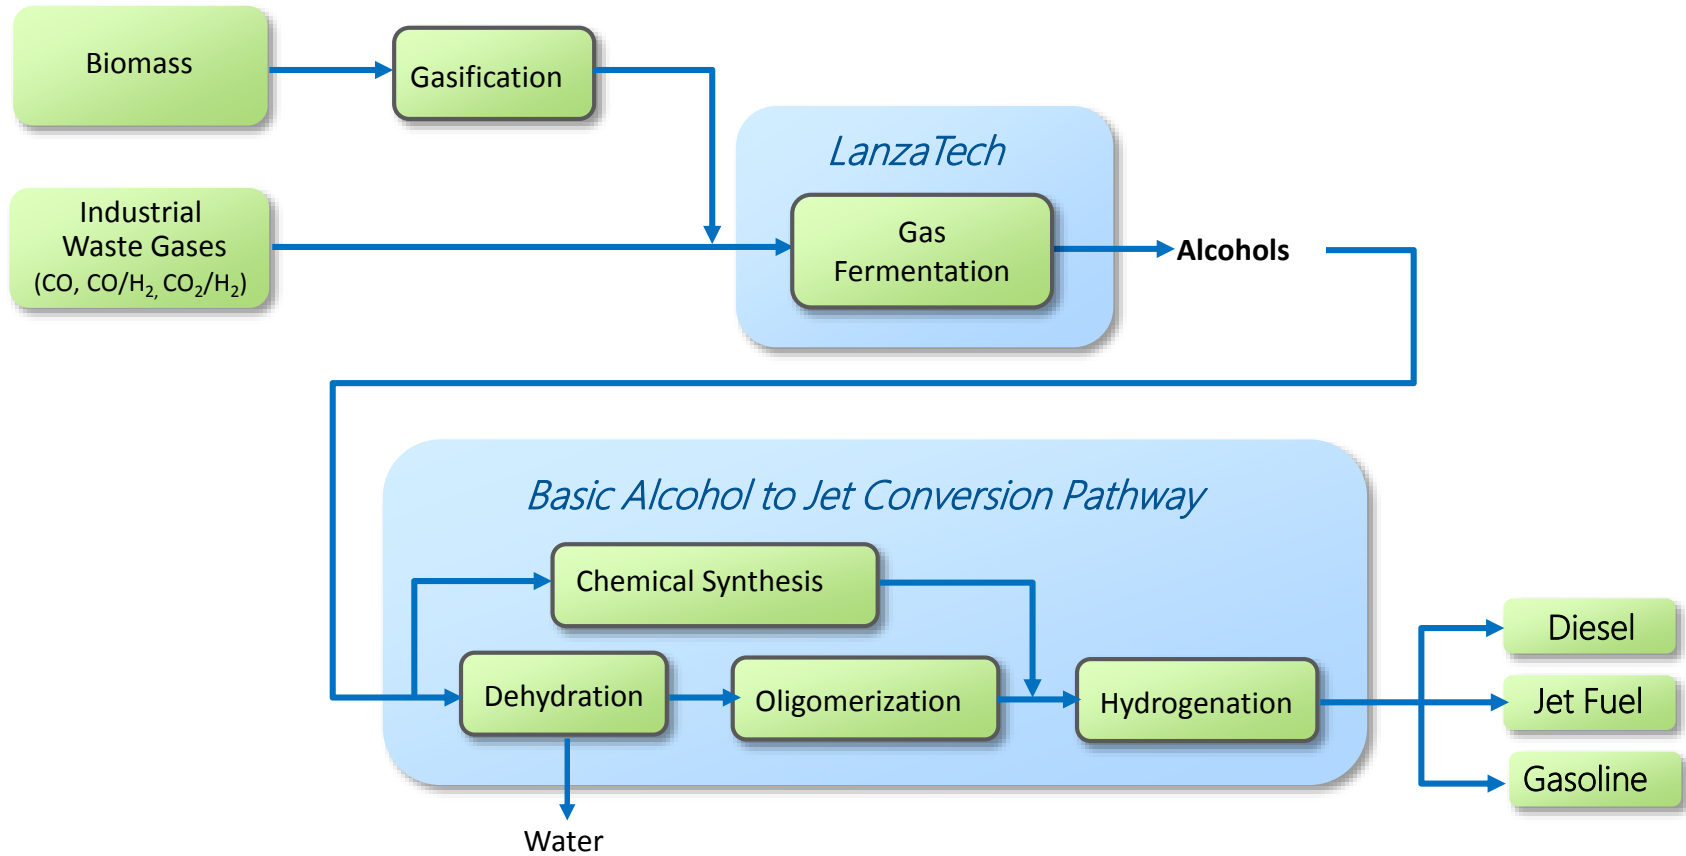 Biomass
Gasification
LanzaTech
Industrial
Waste Gases
(CO, CO/H₂, CO₂/H₂)
Gas
Fermentation
Alcohols
Basic Alcohol to Jet Conversion Pathway
Chemical Synthesis
Dehydration
Oligomerization
Hydrogenation
Diesel
Jet Fuel
Gasoline
Water